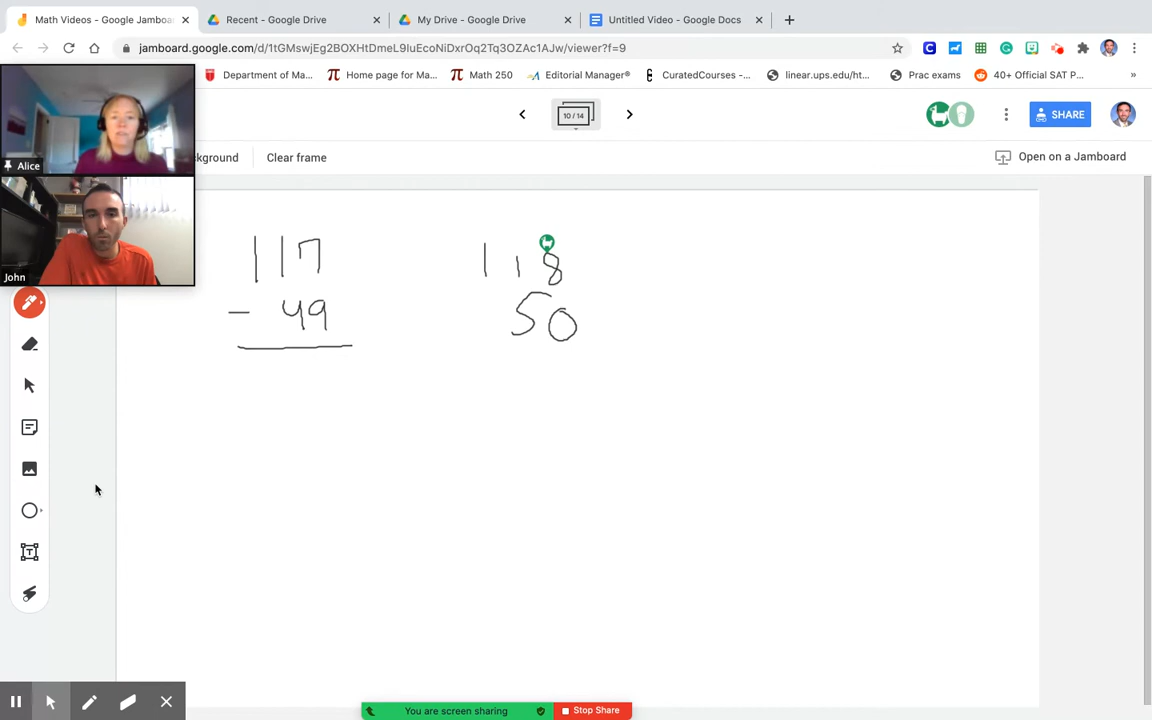 Math Videos - Google Jamboa
Recent - Google Drive
My Drive - Google Drive
Untitled Video - Google Docs
jamboard.google.com/d/1tGMswjEg2BOXHtDmeL9IuEcoNiDxrOq2Tq3OZAc1AJw/viewer?f=9
Department of Ma...
Home page for Ma...
Math 250
Editorial Manager®
CuratedCourses -...
linear.ups.edu/ht...
Prac exams
40+ Official SAT P...
»
10 / 14
SHARE
Alice
ckground
Clear frame
Open on a Jamboard
John
117
- 49
118
50
You are screen sharing
Stop Share